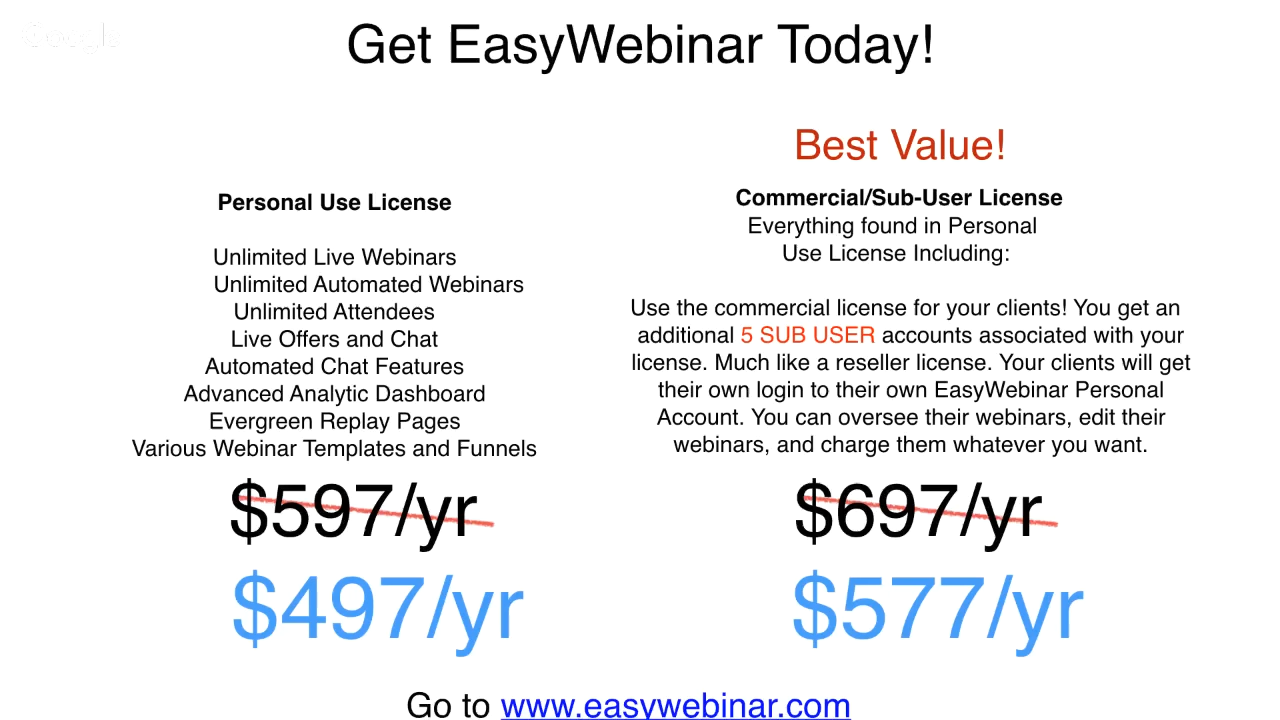 Google
Get EasyWebinar Today!
Personal Use License
Unlimited Live Webinars
Unlimited Automated Webinars
Unlimited Attendees
Live Offers and Chat
Automated Chat Features
Advanced Analytic Dashboard
Evergreen Replay Pages
Various Webinar Templates and Funnels
$597/yr
$497/yr
Best Value!
Commercial/Sub-User License
Everything found in Personal
Use License Including:
Use the commercial license for your clients! You get an
additional 5 SUB USER accounts associated with your
license. Much like a reseller license. Your clients will get
their own login to their own EasyWebinar Personal
Account. You can oversee their webinars, edit their
webinars, and charge them whatever you want.
$697/yr
$577/yr
Go to www.easywebinar.com